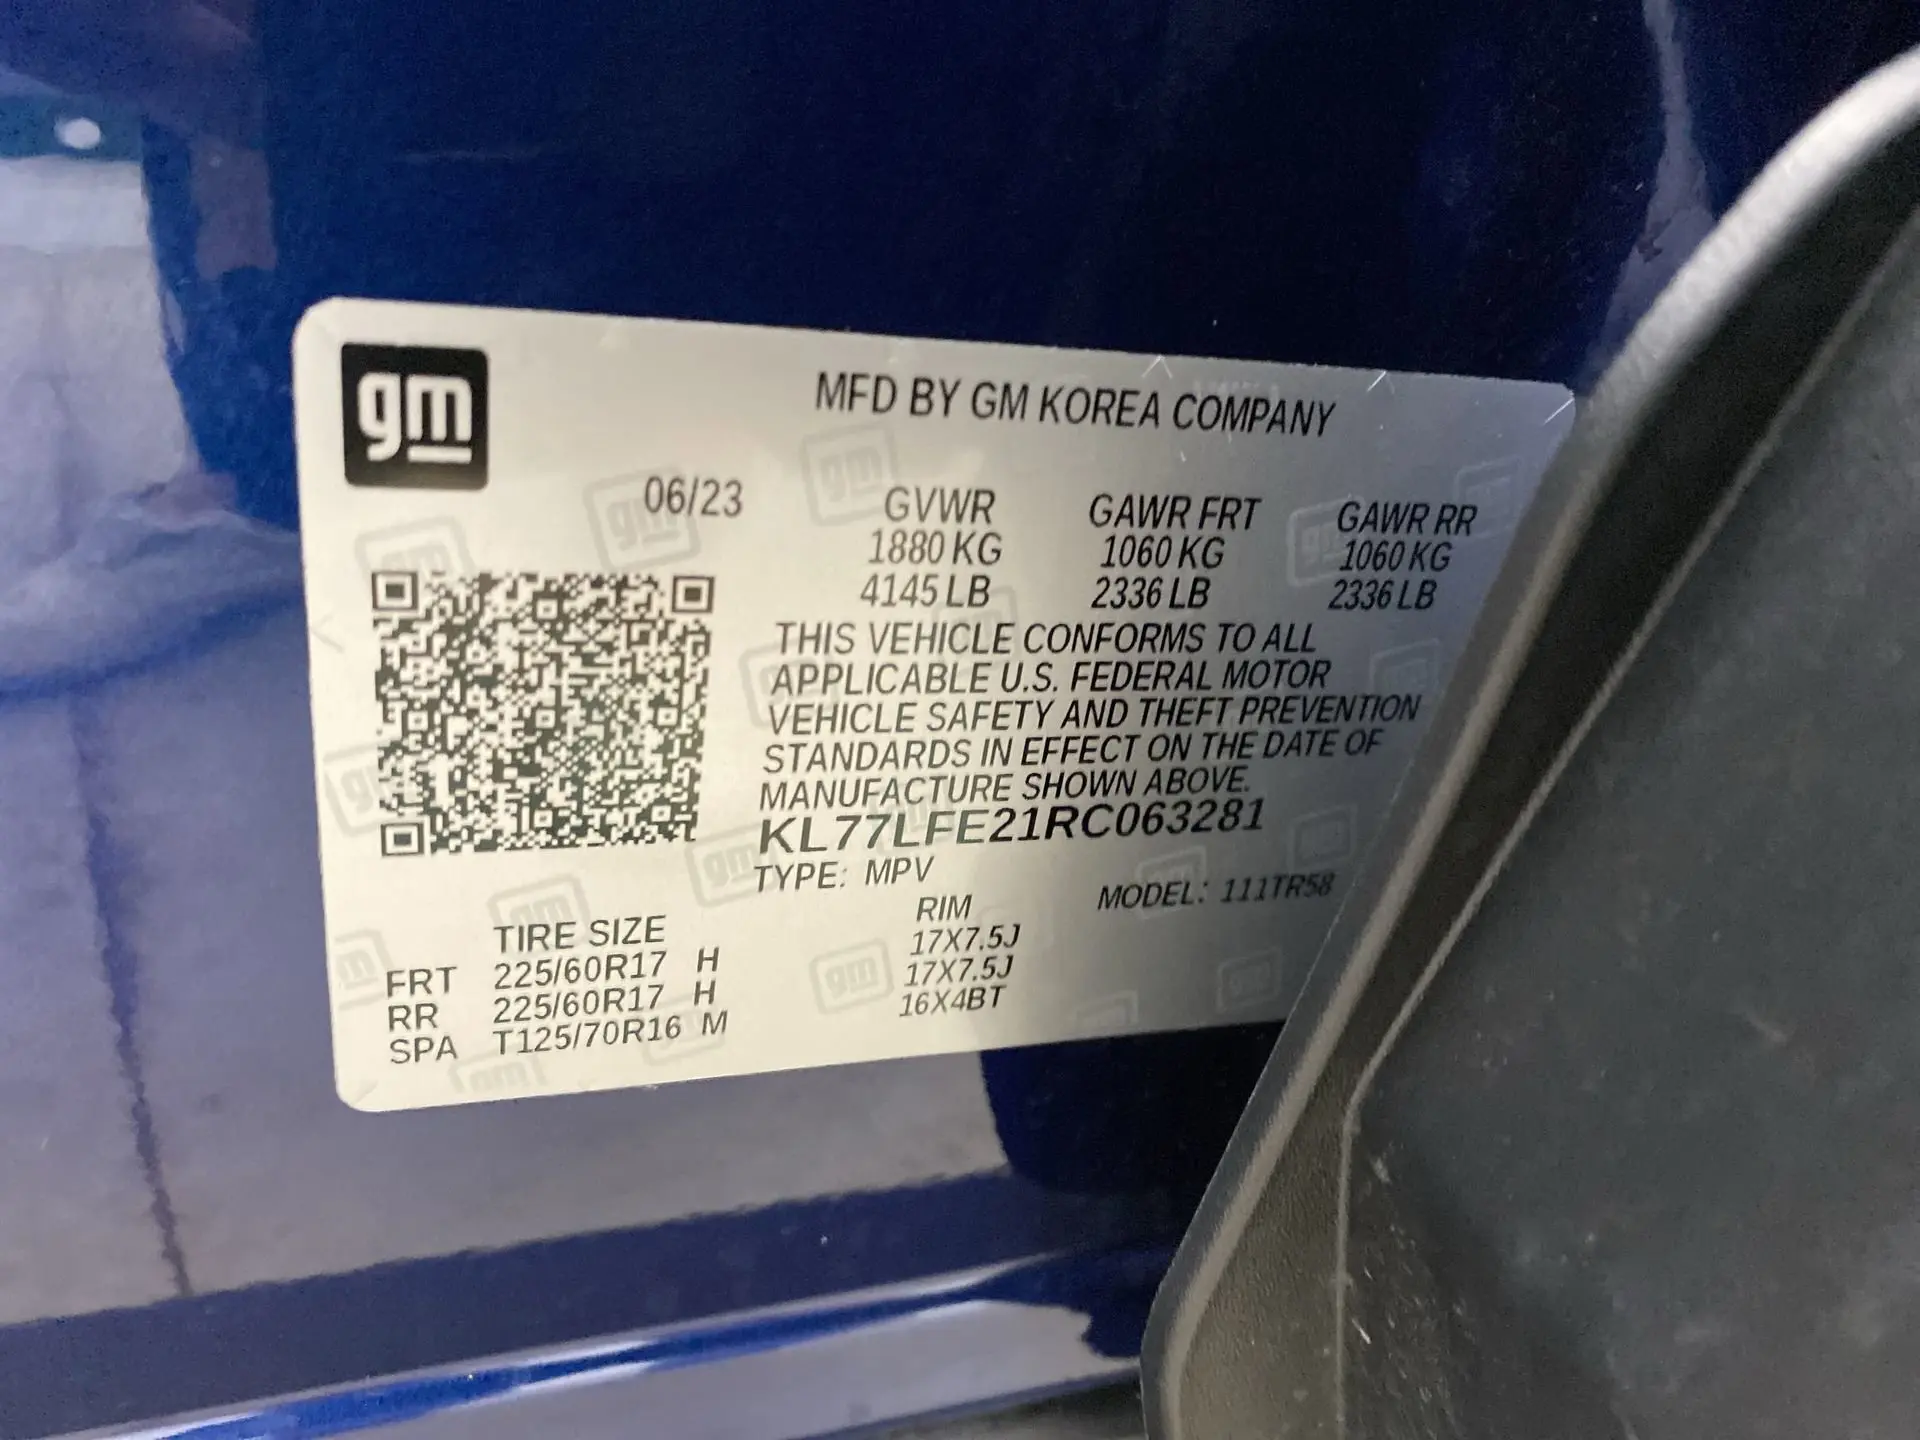 gm
MFD BY GM KOREA COMPANY
06/23 GVWR GAWR FRT GAWR RR
1880 KG 1060 KG 1060 KG
4145 LB 2336 LB 2336 LB
THIS VEHICLE CONFORMS TO ALL
APPLICABLE U.S. FEDERAL MOTOR
VEHICLE SAFETY AND THEFT PREVENTION
STANDARDS IN EFFECT ON THE DATE OF
MANUFACTURE SHOWN ABOVE.
KL77LFE21RC063281
TYPE: MPV MODEL: 111TR58
TIRE SIZE RIM
FRT 225/60R17 H 17X7.5J
RR 225/60R17 H 17X7.5J
SPA T125/70R16 M 16X4BT